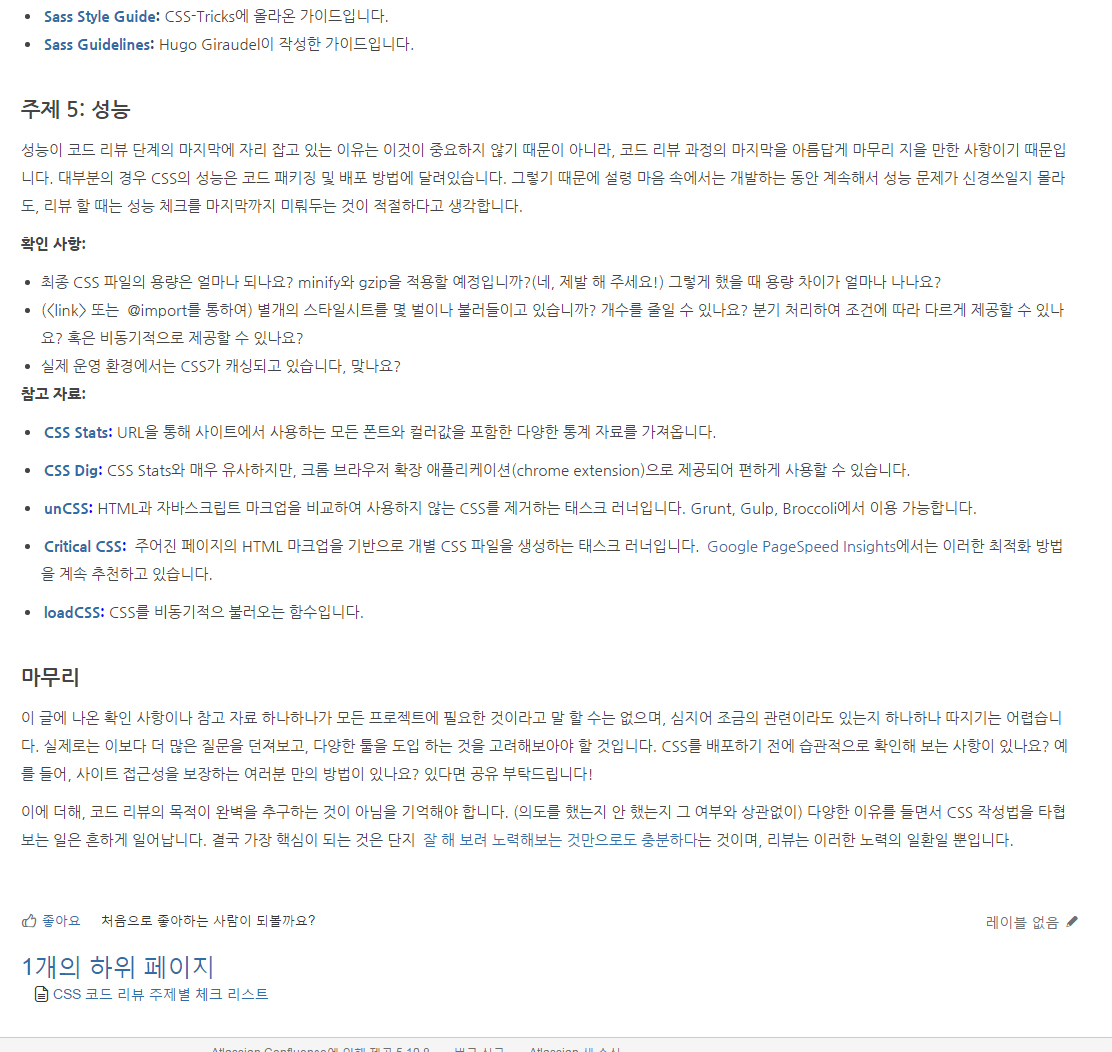 • Sass Style Guide: CSS-Tricks에 올라온 가이드입니다.
• Sass Guidelines: Hugo Giraudel이 작성한 가이드입니다.
주제 5: 성능
성능이 코드 리뷰 단계의 마지막에 자리 잡고 있는 이유는 이것이 중요하지 않기 때문이 아니라, 코드 리뷰 과정의 마지막을 아름답게 마무리 지을 만한 사항이기 때문입
니다. 대부분의 경우 CSS의 성능은 코드 패키징 및 배포 방법에 달려있습니다. 그렇기 때문에 설령 마음 속에서는 개발하는 동안 계속해서 성능 문제가 신경쓰일지 몰라
도, 리뷰 할 때는 성능 체크를 마지막까지 미뤄두는 것이 적절하다고 생각합니다.
확인 사항:
• 최종 CSS 파일의 용량은 얼마나 되나요? minify와 gzip을 적용할 예정입니까?(네, 제발 해 주세요!) 그렇게 했을 때 용량 차이가 얼마나 나나요?
• (<link> 또는  @import를 통하여) 별개의 스타일시트를 몇 벌이나 불러들이고 있습니까? 개수를 줄일 수 있나요? 분기 처리하여 조건에 따라 다르게 제공할 수 있나
요? 혹은 비동기적으로 제공할 수 있나요?
• 실제 운영 환경에서는 CSS가 캐싱되고 있습니다, 맞나요?
참고 자료:
• CSS Stats: URL을 통해 사이트에서 사용하는 모든 폰트와 컬러값을 포함한 다양한 통계 자료를 가져옵니다.
• CSS Dig: CSS Stats와 매우 유사하지만, 크롬 브라우저 확장 애플리케이션(chrome extension)으로 제공되어 편하게 사용할 수 있습니다.
• unCSS: HTML과 자바스크립트 마크업을 비교하여 사용하지 않는 CSS를 제거하는 태스크 러너입니다. Grunt, Gulp, Broccoli에서 이용 가능합니다.
• Critical CSS:  주어진 페이지의 HTML 마크업을 기반으로 개별 CSS 파일을 생성하는 태스크 러너입니다.  Google PageSpeed Insights에서는 이러한 최적화 방법
을 계속 추천하고 있습니다.
• loadCSS: CSS를 비동기적으 불러오는 함수입니다.
마무리
이 글에 나온 확인 사항이나 참고 자료 하나하나가 모든 프로젝트에 필요한 것이라고 말 할 수는 없으며, 심지어 조금의 관련이라도 있는지 하나하나 따지기는 어렵습니
다. 실제로는 이보다 더 많은 질문을 던져보고, 다양한 툴을 도입 하는 것을 고려해보아야 할 것입니다. CSS를 배포하기 전에 습관적으로 확인해 보는 사항이 있나요? 예
를 들어, 사이트 접근성을 보장하는 여러분 만의 방법이 있나요? 있다면 공유 부탁드립니다!
이에 더해, 코드 리뷰의 목적이 완벽을 추구하는 것이 아님을 기억해야 합니다. (의도를 했는지 안 했는지 그 여부와 상관없이) 다양한 이유를 들면서 CSS 작성법을 타협
보는 일은 흔하게 일어납니다. 결국 가장 핵심이 되는 것은 단지  잘 해 보려 노력해보는 것만으로도 충분하다는 것이며, 리뷰는 이러한 노력의 일환일 뿐입니다.
좋아요 처음으로 좋아하는 사람이 되볼까요? 레이블 없음
1개의 하위 페이지
CSS 코드 리뷰 주제별 체크 리스트